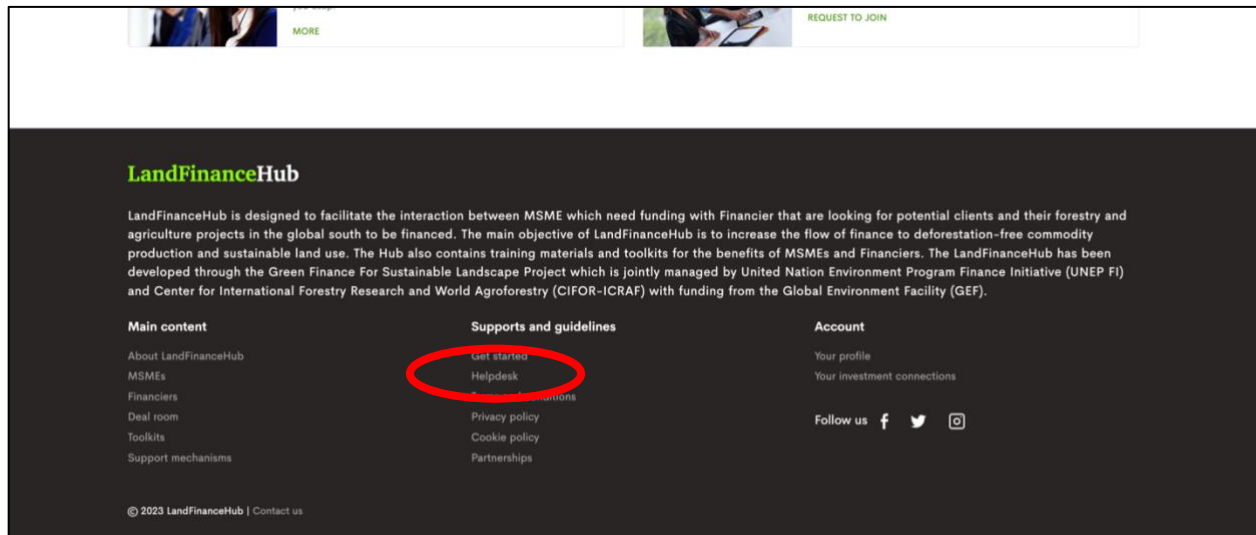 MORE
REQUEST TO JOIN
LandFinanceHub
LandFinanceHub is designed to facilitate the interaction between MSME which need funding with Financier that are looking for potential clients and their forestry and
agriculture projects in the global south to be financed. The main objective of LandFinanceHub is to increase the flow of finance to deforestation-free commodity
production and sustainable land use. The Hub also contains training materials and toolkits for the benefits of MSMEs and Financiers. The LandFinanceHub has been
developed through the Green Finance For Sustainable Landscape Project which is jointly managed by United Nation Environment Program Finance Initiative (UNEP FI)
and Center for International Forestry Research and World Agroforestry (CIFOR-ICRAF) with funding from the Global Environment Facility (GEF).
Main content
About LandFinanceHub
MSMEs
Financiers
Deal room
Toolkits
Support mechanisms
Supports and guidelines
Get started
Helpdesk
Privacy policy
Cookie policy
Partnerships
Account
Your profile
Your investment connections
Follow us
© 2023 LandFinanceHub | Contact us